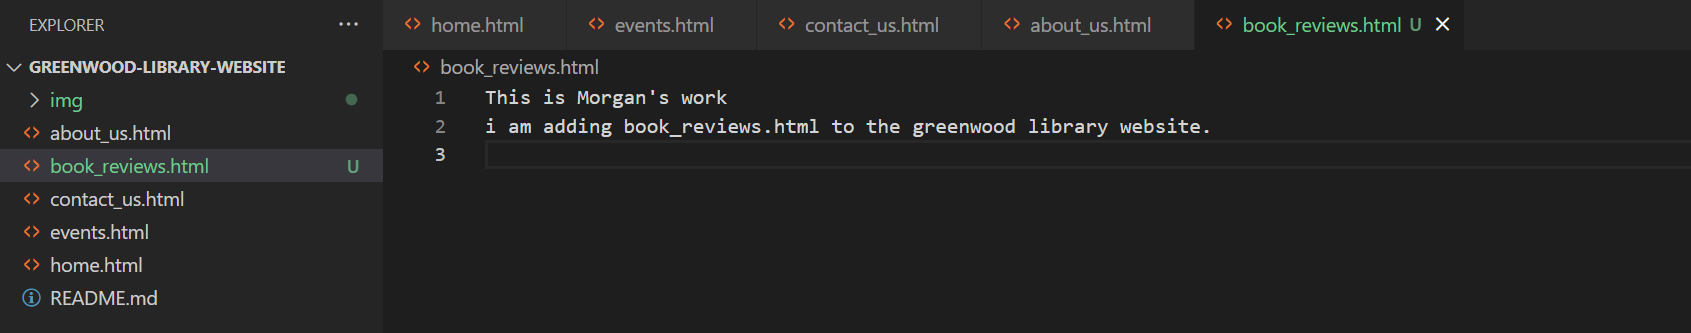 EXPLORER ...
GREENWOOD-LIBRARY-WEBSITE
img
about_us.html
book_reviews.html U
contact_us.html
events.html
home.html
README.md
home.html events.html contact_us.html about_us.html book_reviews.html U
book_reviews.html
1 This is Morgan's work
2 i am adding book_reviews.html to the greenwood library website.
3